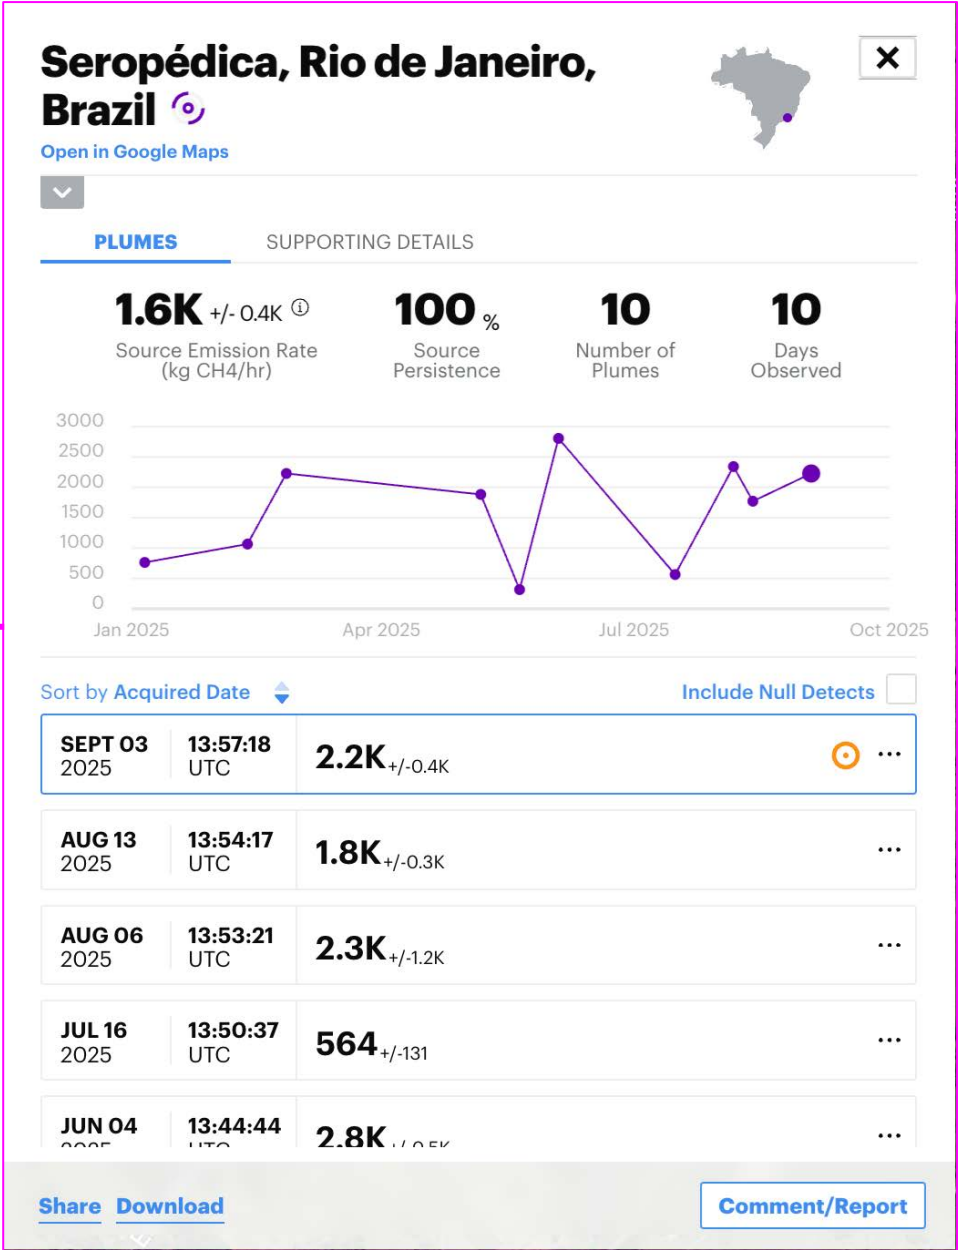 Seropédica, Rio de Janeiro,
Brazil
Open in Google Maps
PLUMES
SUPPORTING DETAILS
1.6K +/- 0.4K
Source Emission Rate
(kg CH4/hr)
100 %
Source
Persistence
10
Number of
Plumes
10
Days
Observed
3000
2500
2000
1500
1000
500
0
Jan 2025
Apr 2025
Jul 2025
Oct 2025
Sort by Acquired Date
Include Null Detects
SEPT 03
2025
13:57:18
UTC
2.2K +/-0.4K
AUG 13
2025
13:54:17
UTC
1.8K +/-0.3K
AUG 06
2025
13:53:21
UTC
2.3K +/-1.2K
JUL 16
2025
13:50:37
UTC
564 +/-131
JUN 04
2025
13:44:44
UTC
2.8K +/-0.5K
Share
Download
Comment/Report